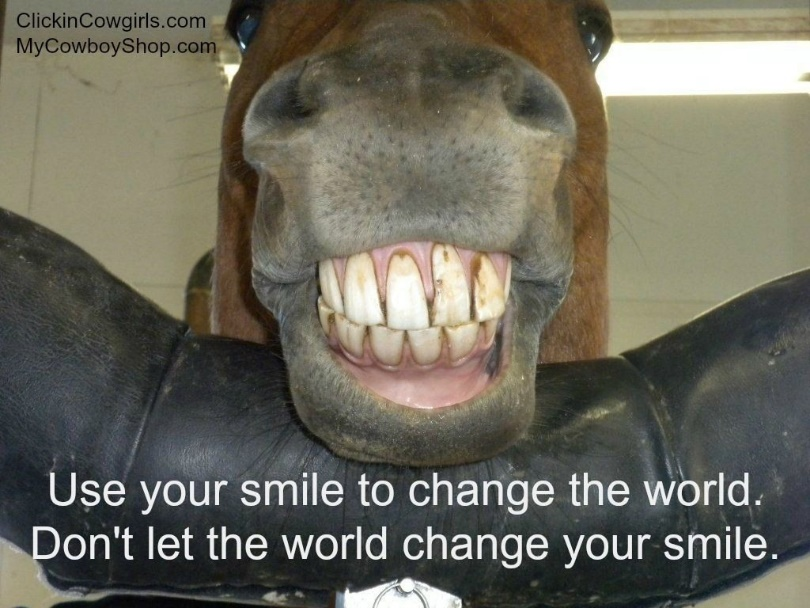 ClickinCowgirls.com
MyCowboyShop.com
Use your smile to change the world.
Don't let the world change your smile.